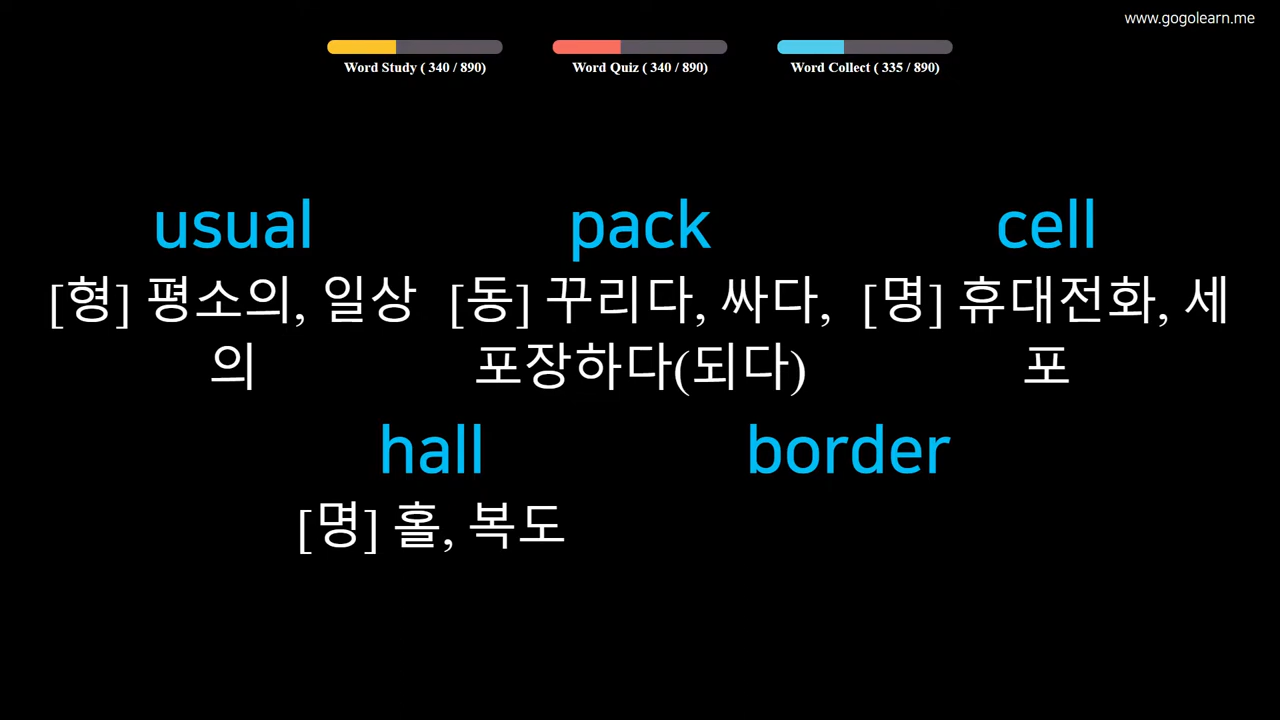 www.gogolearn.me
Word Study ( 340 / 890)
Word Quiz ( 340 / 890)
Word Collect ( 335 / 890)
usual
[형] 평소의, 일상
의
pack
[동] 꾸리다, 싸다,
포장하다(되다)
cell
[명] 휴대전화, 세
포
hall
[명] 홀, 복도
border